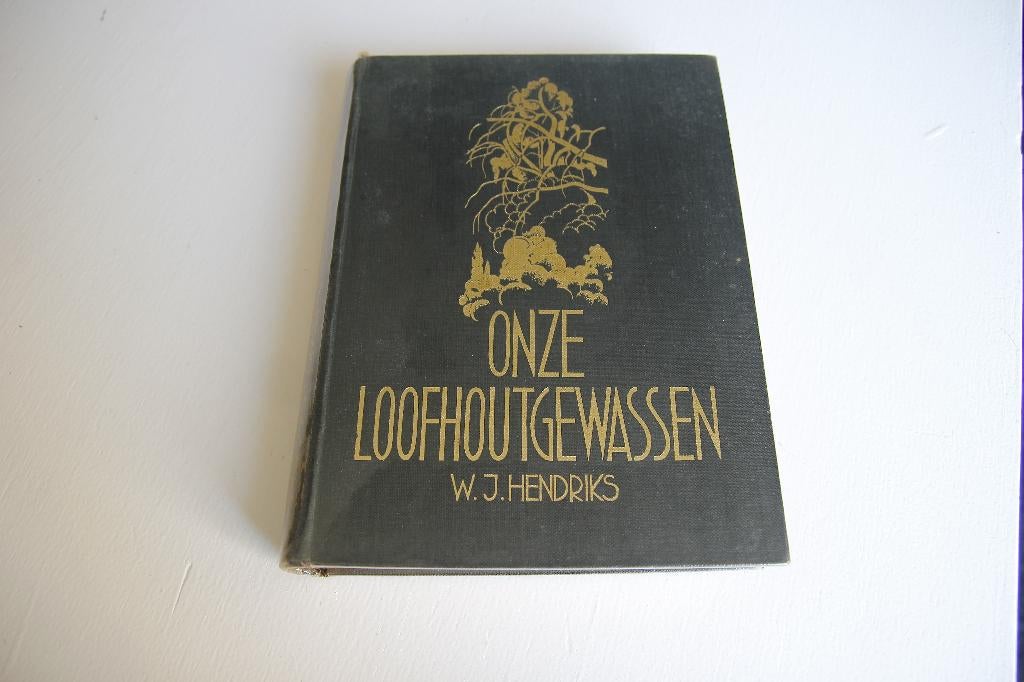 ONZE
LOOFHOUTGEWASSEN
W. J. HENDRIKS